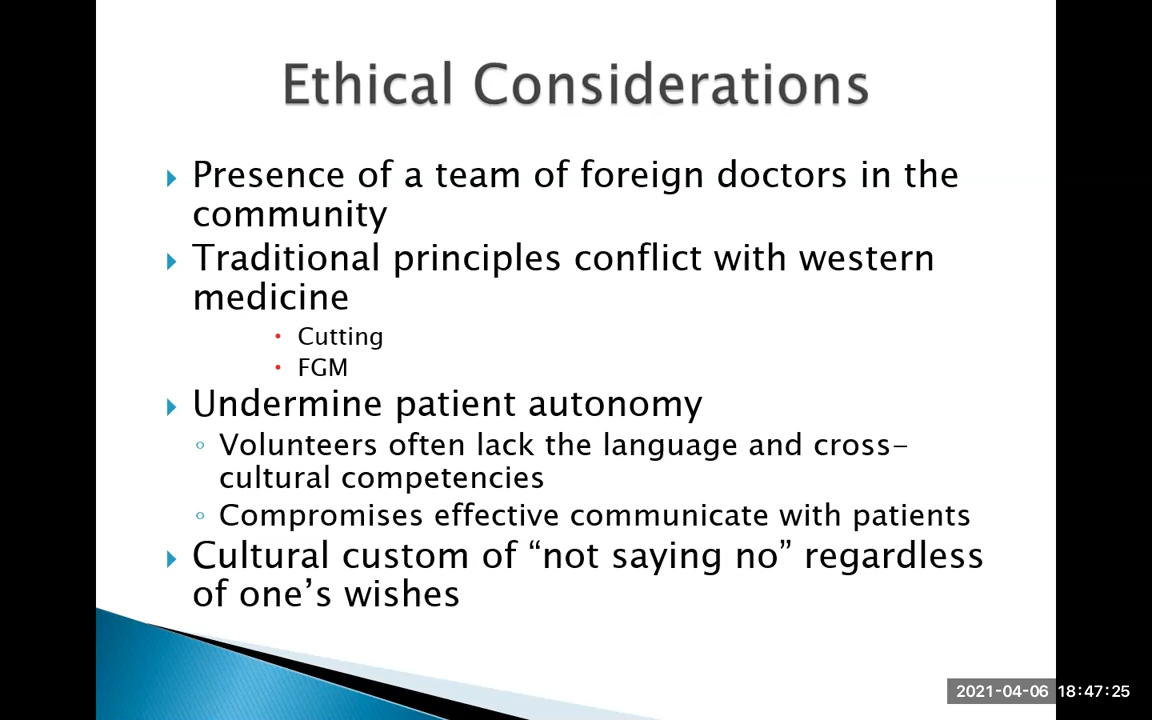 Ethical Considerations
Presence of a team of foreign doctors in the
community
Traditional principles conflict with western
medicine
Cutting
FGM
Undermine patient autonomy
Volunteers often lack the language and cross-
cultural competencies
Compromises effective communicate with patients
Cultural custom of “not saying no” regardless
of one’s wishes
2021-04-06 18:47:25